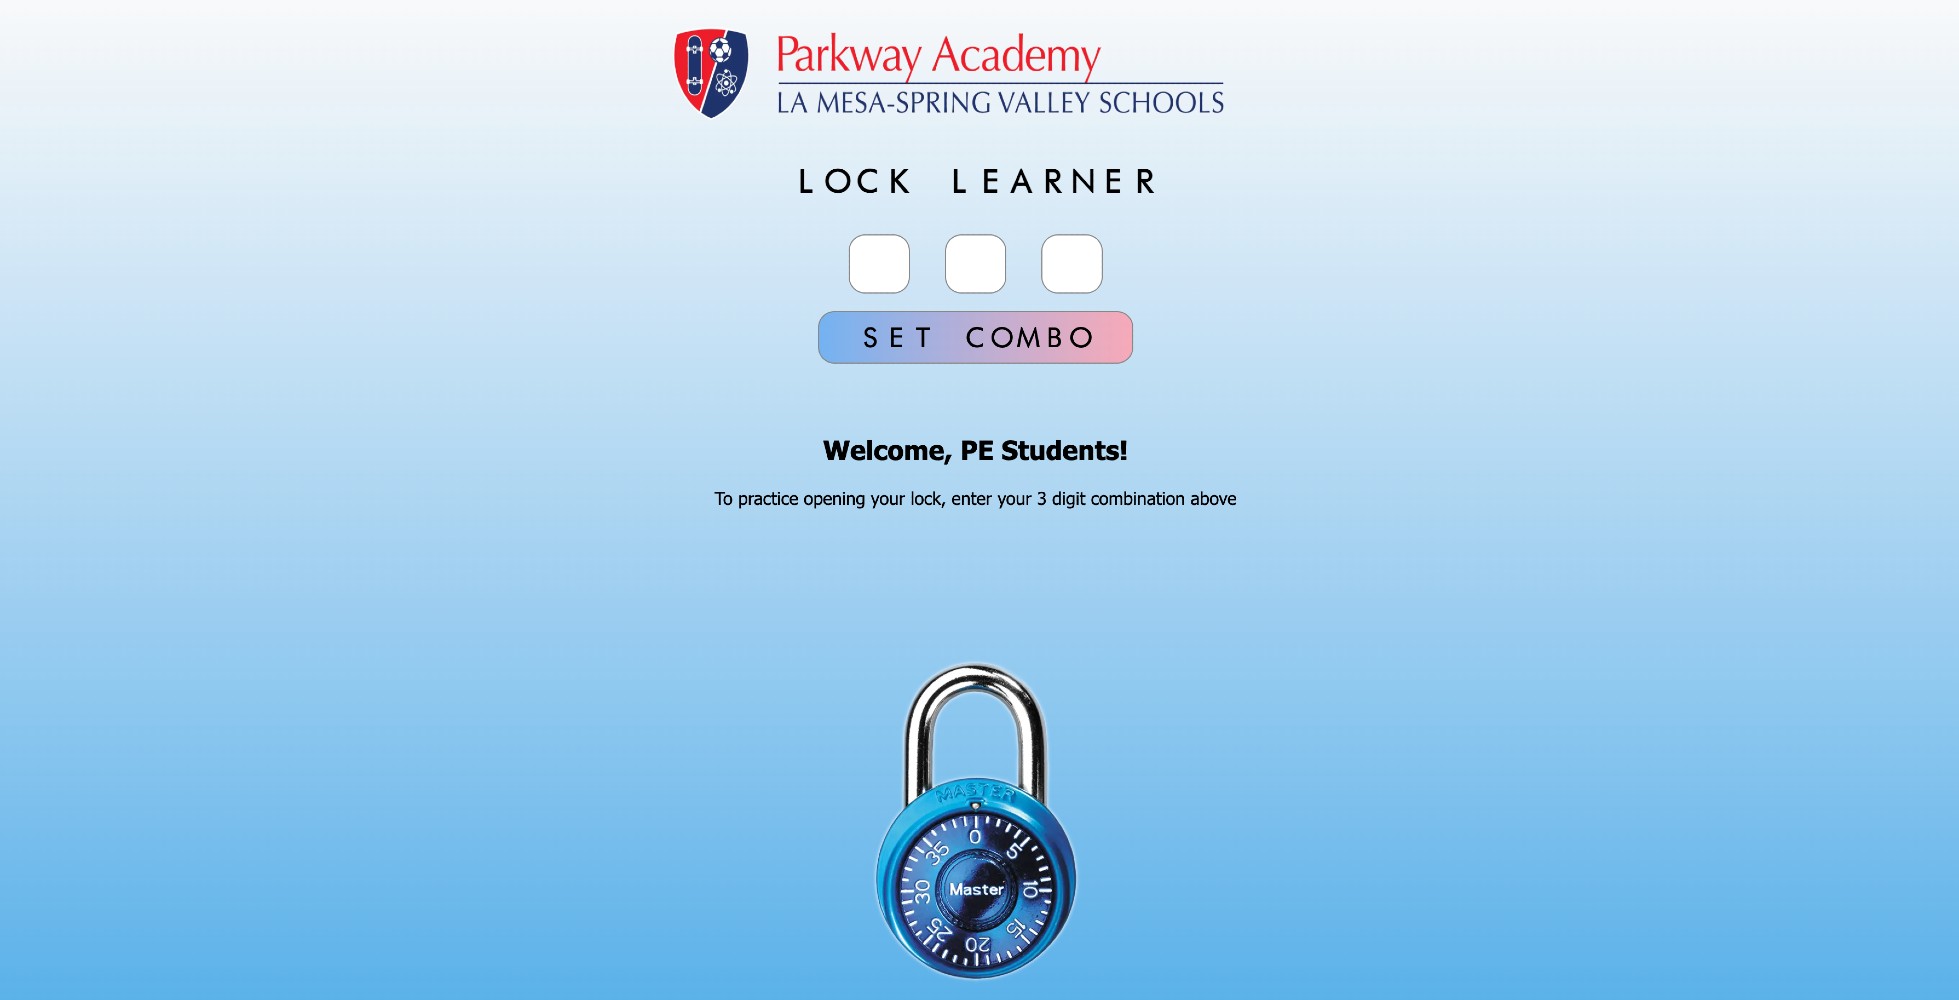 Parkway Academy
LA MESA-SPRING VALLEY SCHOOLS
LOCK LEARNER
SET COMBO
Welcome, PE Students!
To practice opening your lock, enter your 3 digit combination above
MASTER
0
5
10
15
20
25
30
35
Master